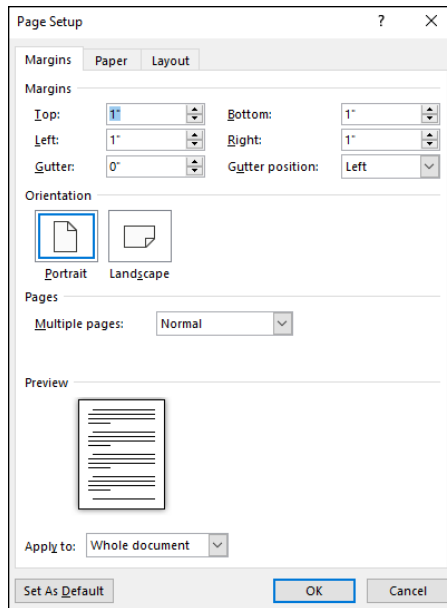 Page Setup ? ×
Margins Paper Layout
Margins
Top: 1" Bottom: 1"
Left: 1" Right: 1"
Gutter: 0" Gutter position: Left
Orientation
Portrait Landscape
Pages
Multiple pages: Normal
Preview
Apply to: Whole document
Set As Default OK Cancel